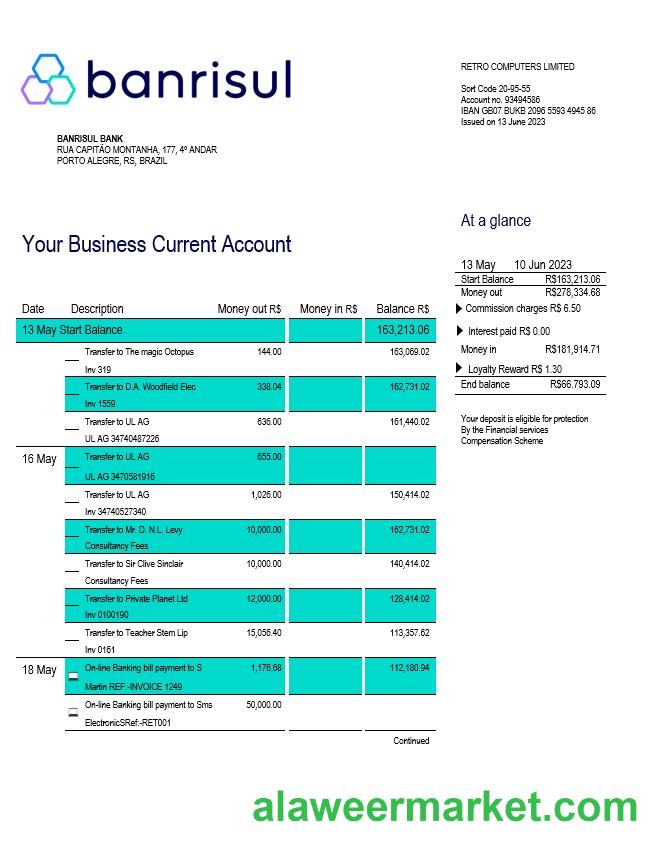 banrisul
RETRO COMPUTERS LIMITED
Sort Code 20-95-55
Account no. 93494586
IBAN GB07 BUKB 2096 5593 4945 86
Issued on 13 June 2023
BANRISUL BANK
RUA CAPITÃO MONTANHA, 177, 4º ANDAR
PORTO ALEGRE, RS, BRAZIL
At a glance
Your Business Current Account
13 May 10 Jun 2023
Start Balance R$163,213.06
Money out R$278,334.68
Commission charges R$ 6.50
Interest paid R$ 0.00
Money in R$181,914.71
Loyalty Reward R$ 1.30
End balance R$66.793.09
Your deposit is eligible for protection
By the Financial services
Compensation Scheme
Date Description Money out R$ Money in R$ Balance R$
13 May Start Balance 163,213.06
Transfer to The magic Octopus 144.00 163,069.02
Inv 319
Transfer to D.A. Woodfield Elec 338.04 162,731.02
Inv 1559
Transfer to UL AG 636.00 161,440.02
UL AG 34740487226
16 May Transfer to UL AG 655.00
UL AG 3470581916
Transfer to UL AG 1,026.00 150,414.02
Inv 34740527340
Transfer to Mr. D. N.L. Levy 10,000.00 162,731.02
Consultancy Fees
Transfer to Sir Clive Sinclair 10,000.00 140,414.02
Consultancy Fees
Transfer to Private Planet Ltd 12,000.00 128,414.02
Inv 0100190
Transfer to Teacher Stem Lip 15,056.40 113,357.62
Inv 0161
18 May On-line Banking bill payment to S 1,176.68 112,180.94
Martin REF:-INVOICE 1249
On-line Banking bill payment to Sms 50,000.00
ElectronicSRef:-RET001
Continued
alaweermarket.com